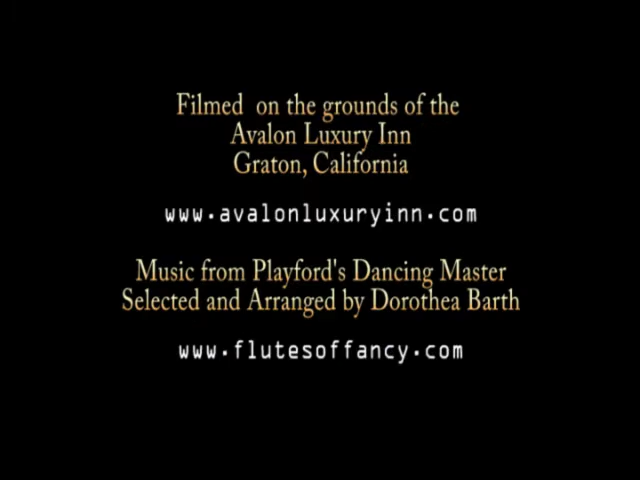 Filmed on the grounds of the
Avalon Luxury Inn
Graton, California
www.avalonluxuryinn.com
Music from Playford's Dancing Master
Selected and Arranged by Dorothea Barth
www.flutesoffancy.com